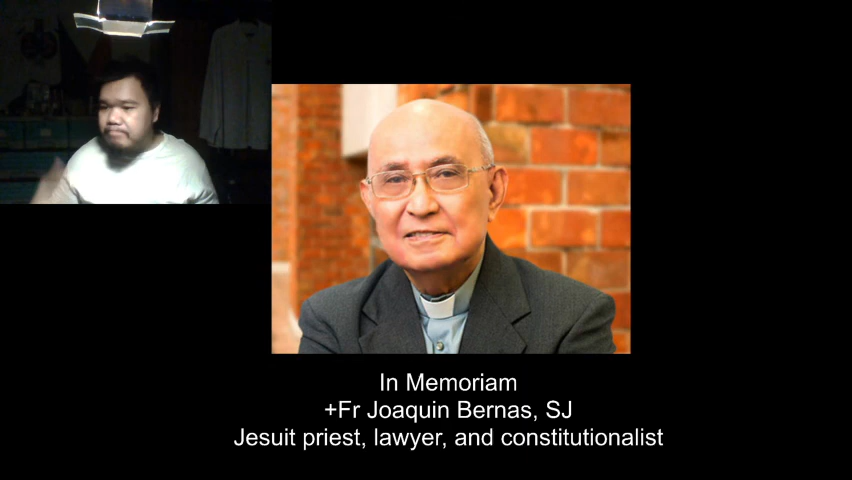 In Memoriam
+Fr Joaquin Bernas, SJ
Jesuit priest, lawyer, and constitutionalist